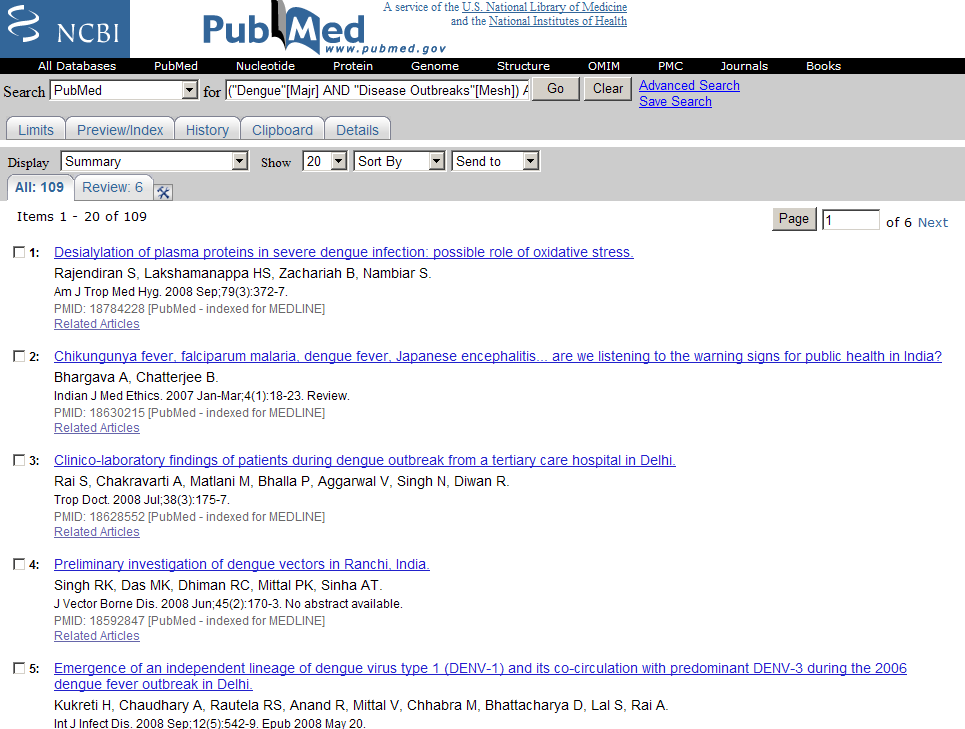 NCBI
PubMed
www.pubmed.gov
A service of the U.S. National Library of Medicine
and the National Institutes of Health
All Databases PubMed Nucleotide Protein Genome Structure OMIM PMC Journals Books
Search PubMed for ("Dengue"[Majr] AND "Disease Outbreaks"[Mesh]) A Go Clear Advanced Search
Save Search
Limits Preview/Index History Clipboard Details
Display Summary Show 20 Sort By Send to
All: 109 Review: 6
Items 1 - 20 of 109
Page 1 of 6 Next
1: Desialylation of plasma proteins in severe dengue infection: possible role of oxidative stress.
Rajendiran S, Lakshamanappa HS, Zachariah B, Nambiar S.
Am J Trop Med Hyg. 2008 Sep;79(3):372-7.
PMID: 18784228 [PubMed - indexed for MEDLINE]
Related Articles
2: Chikungunya fever, falciparum malaria, dengue fever, Japanese encephalitis... are we listening to the warning signs for public health in India?
Bhargava A, Chatterjee B.
Indian J Med Ethics. 2007 Jan-Mar;4(1):18-23. Review.
PMID: 18630215 [PubMed - indexed for MEDLINE]
Related Articles
3: Clinico-laboratory findings of patients during dengue outbreak from a tertiary care hospital in Delhi.
Rai S, Chakravarti A, Matlani M, Bhalla P, Aggarwal V, Singh N, Diwan R.
Trop Doct. 2008 Jul;38(3):175-7.
PMID: 18628552 [PubMed - indexed for MEDLINE]
Related Articles
4: Preliminary investigation of dengue vectors in Ranchi, India.
Singh RK, Das MK, Dhiman RC, Mittal PK, Sinha AT.
J Vector Borne Dis. 2008 Jun;45(2):170-3. No abstract available.
PMID: 18592847 [PubMed - indexed for MEDLINE]
Related Articles
5: Emergence of an independent lineage of dengue virus type 1 (DENV-1) and its co-circulation with predominant DENV-3 during the 2006
dengue fever outbreak in Delhi.
Kukreti H, Chaudhary A, Rautela RS, Anand R, Mittal V, Chhabra M, Bhattacharya D, Lal S, Rai A.
Int J Infect Dis. 2008 Sep;12(5):542-9. Epub 2008 May 20.